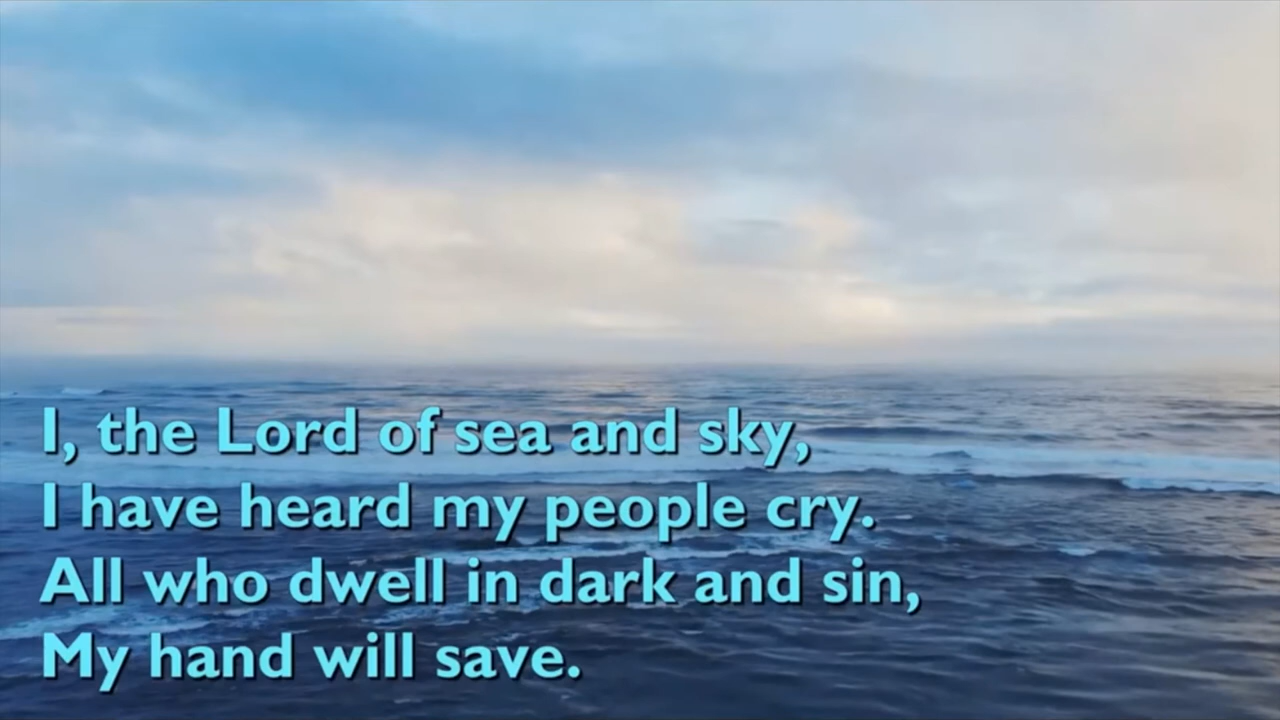 I, the Lord of sea and sky,
I have heard my people cry.
All who dwell in dark and sin,
My hand will save.